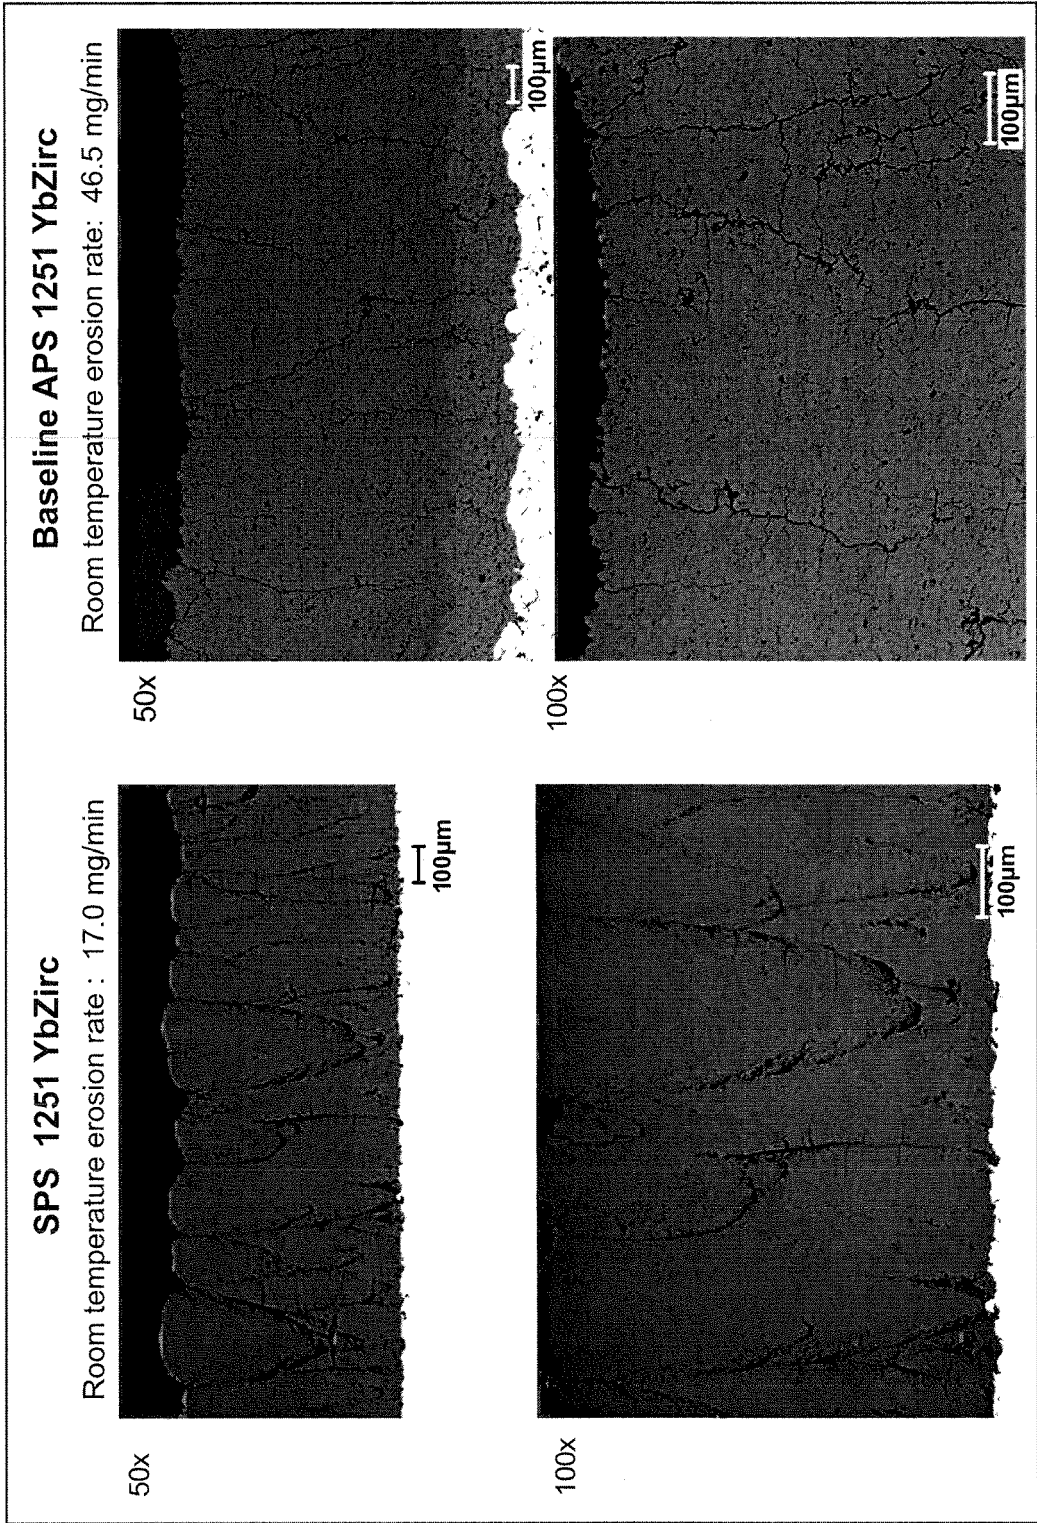 SPS 1251 YbZirc
Room temperature erosion rate : 17.0 mg/min
50x
100µm
100x
100µm
Baseline APS 1251 YbZirc
Room temperature erosion rate: 46.5 mg/min
50x
100µm
100x
100µm